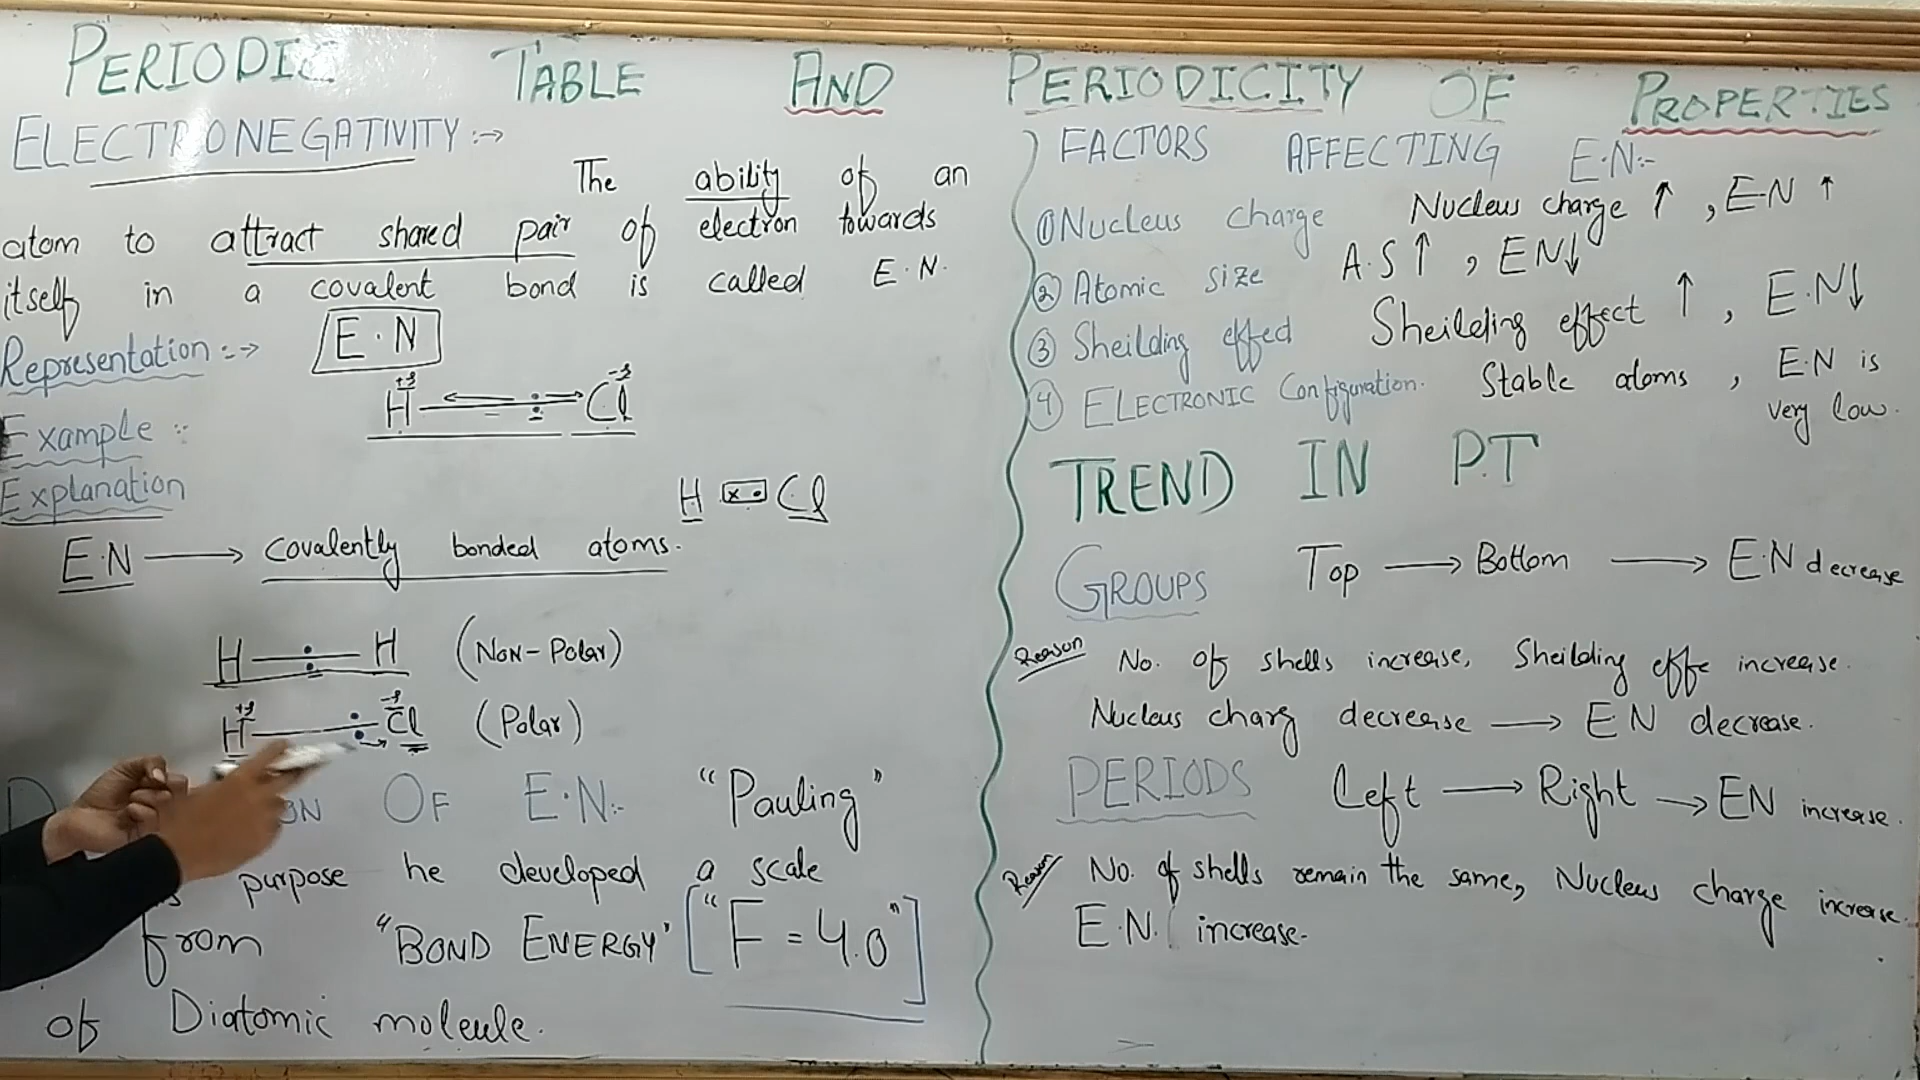 PERIODIC TABLE AND PERIODICITY OF PROPERTIES
ELECTRONEGATIVITY :→
The ability of an
atom to attract shared pair of electron towards
itself in a covalent bond is called E.N.
Representation :-→ E.N
Example :-
H Cl
Explanation
H x . Cl
E.N → covalently bonded atoms.
H : H (Non-Polar)
H : Cl (Polar)
ON OF E.N:- "Pauling"
purpose he developed a scale
from "BOND ENERGY" ["F = 4.0"]
of Diatomic moleule.
FACTORS AFFECTING E.N:-
① Nucleus charge Nucleus charge ↑ , E.N ↑
② Atomic size A.S ↑ , EN↓
③ Sheilding effed Sheilding effect ↑ , E.N↓
④ ELECTRONIC Configuration. Stable atoms , E.N is
very low.
TREND IN P.T
GROUPS Top → Bottom → E.N decrease
Reason No. of shells increase, Sheilding effe increase.
Nucleus charg decrease → EN decrease.
PERIODS Left → Right → EN increase.
Reason No. of shells remain the same, Nucleus charge increase.
E.N. increase.